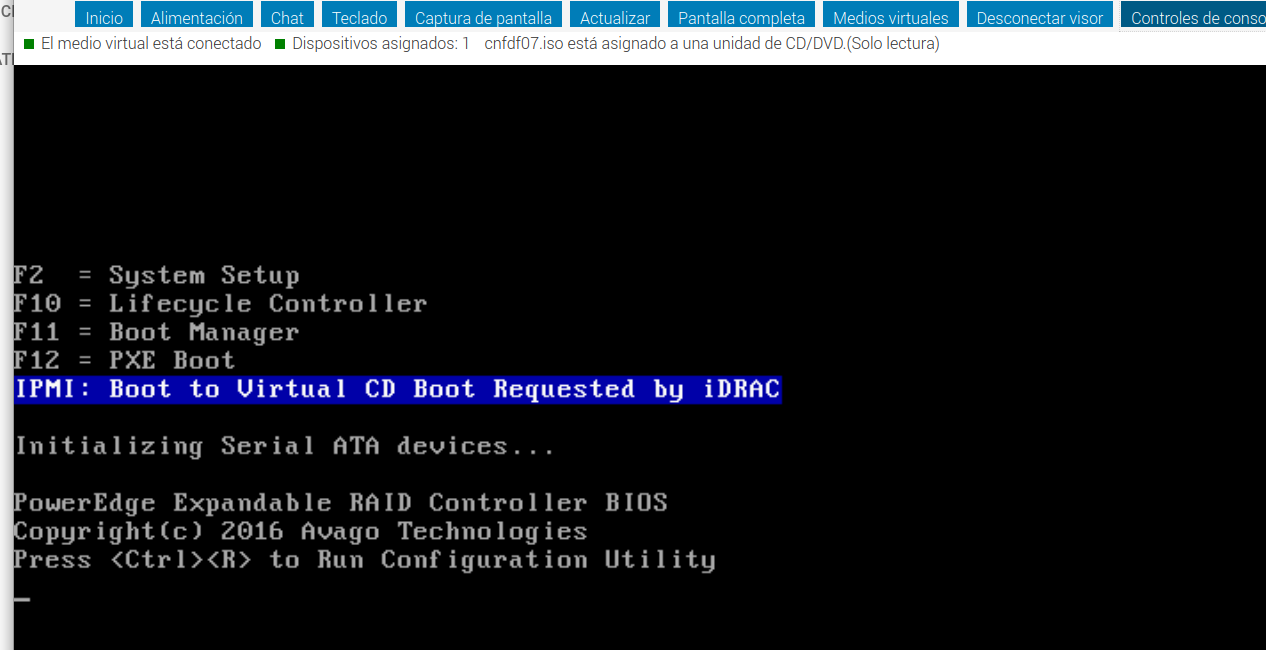 Inicio Alimentación Chat Teclado Captura de pantalla Actualizar Pantalla completa Medios virtuales Desconectar visor Controles de conso
El medio virtual está conectado Dispositivos asignados: 1 cnfdf07.iso está asignado a una unidad de CD/DVD.(Solo lectura)
F2 = System Setup
F10 = Lifecycle Controller
F11 = Boot Manager
F12 = PXE Boot
IPMI: Boot to Virtual CD Boot Requested by iDRAC
Initializing Serial ATA devices...
PowerEdge Expandable RAID Controller BIOS
Copyright(c) 2016 Avago Technologies
Press <Ctrl><R> to Run Configuration Utility